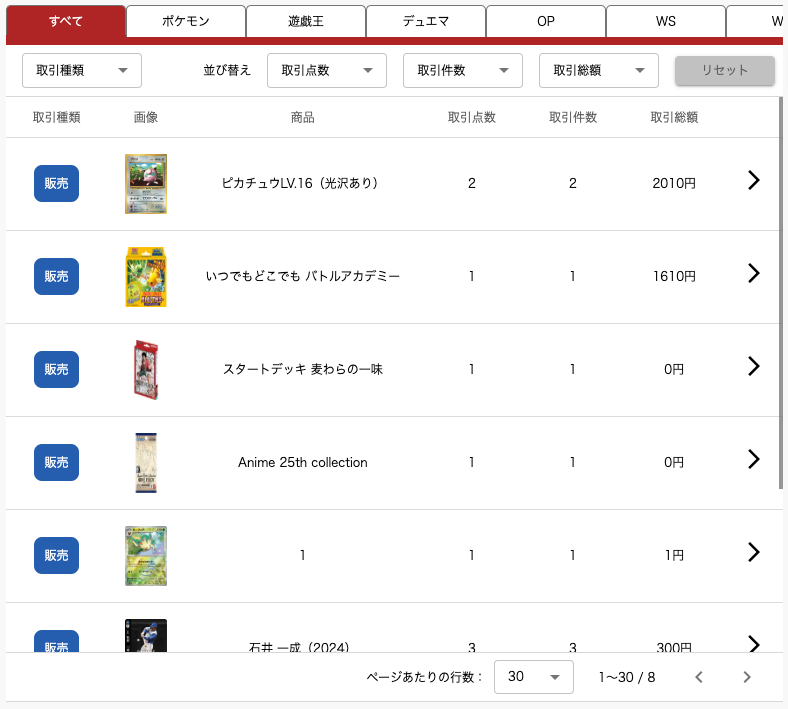 すべて ポケモン 遊戯王 デュエマ OP WS W
取引種類 並び替え 取引点数 取引件数 取引総額 リセット
取引種類 画像 商品 取引点数 取引件数 取引総額
販売 ピカチュウLV.16（光沢あり） 2 2 2010円
販売 いつでもどこでも バトルアカデミー 1 1 1610円
販売 スタートデッキ 麦わらの一味 1 1 0円
販売 Anime 25th collection 1 1 0円
販売 1 1 1 1円
販売 石井 一成（2024） 3 3 300円
ページあたりの行数： 30 1～30 / 8